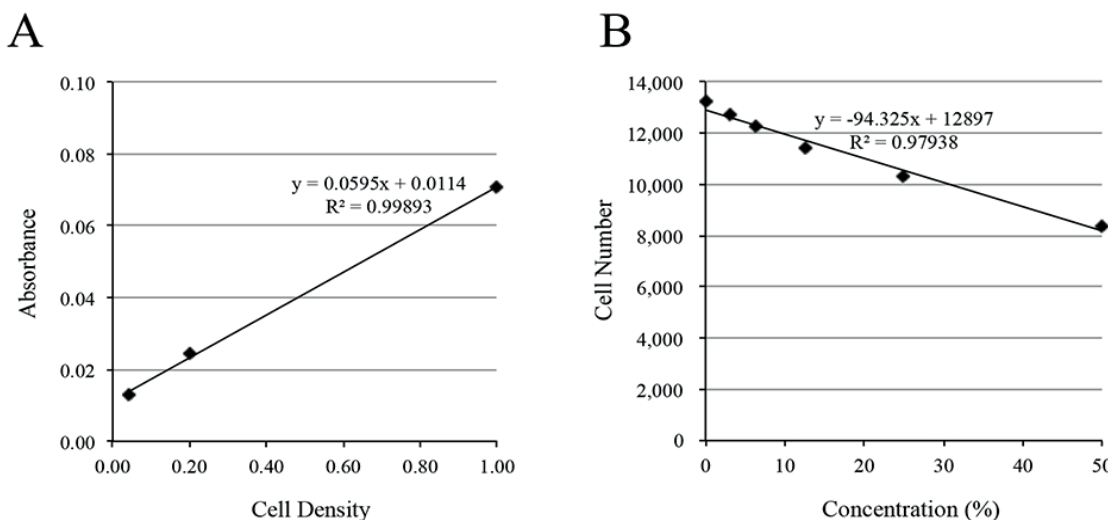 A
0.10
0.08
0.06
0.04
0.02
0.00
Absorbance
y = 0.0595x + 0.0114
R² = 0.99893
0.00 0.20 0.40 0.60 0.80 1.00
Cell Density
B
14,000
12,000
10,000
8,000
6,000
4,000
2,000
0
Cell Number
y = -94.325x + 12897
R² = 0.97938
0 10 20 30 40 50
Concentration (%)